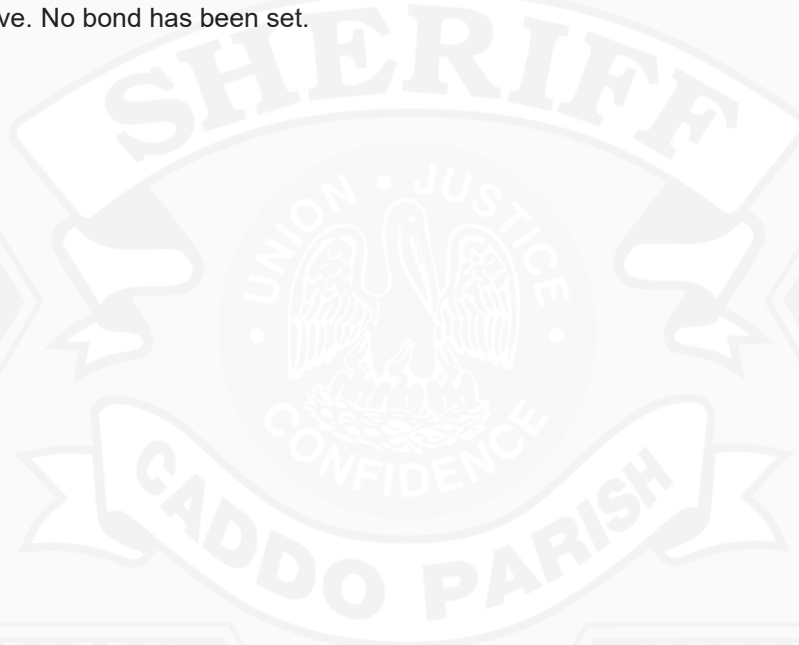 ve. No bond has been set.
SHERIFF
UNION • JUSTICE
CONFIDENCE
CADDO PARISH